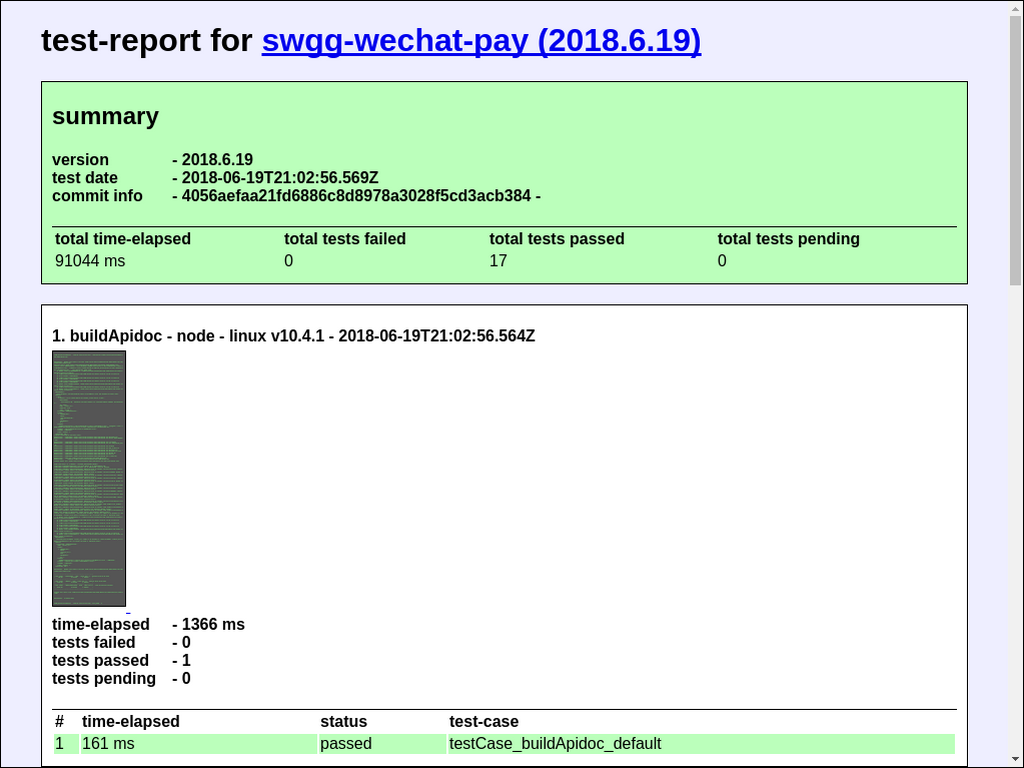 test-report for swgg-wechat-pay (2018.6.19)
summary
version - 2018.6.19
test date - 2018-06-19T21:02:56.569Z
commit info - 4056aefaa21fd6886c8d8978a3028f5cd3acb384 -
total time-elapsed total tests failed total tests passed total tests pending
91044 ms 0 17 0
1. buildApidoc - node - linux v10.4.1 - 2018-06-19T21:02:56.564Z
time-elapsed - 1366 ms
tests failed - 0
tests passed - 1
tests pending - 0
# time-elapsed status test-case
1 161 ms passed testCase_buildApidoc_default